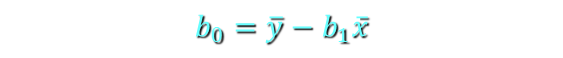 b₀ = ȳ − b₁x̄